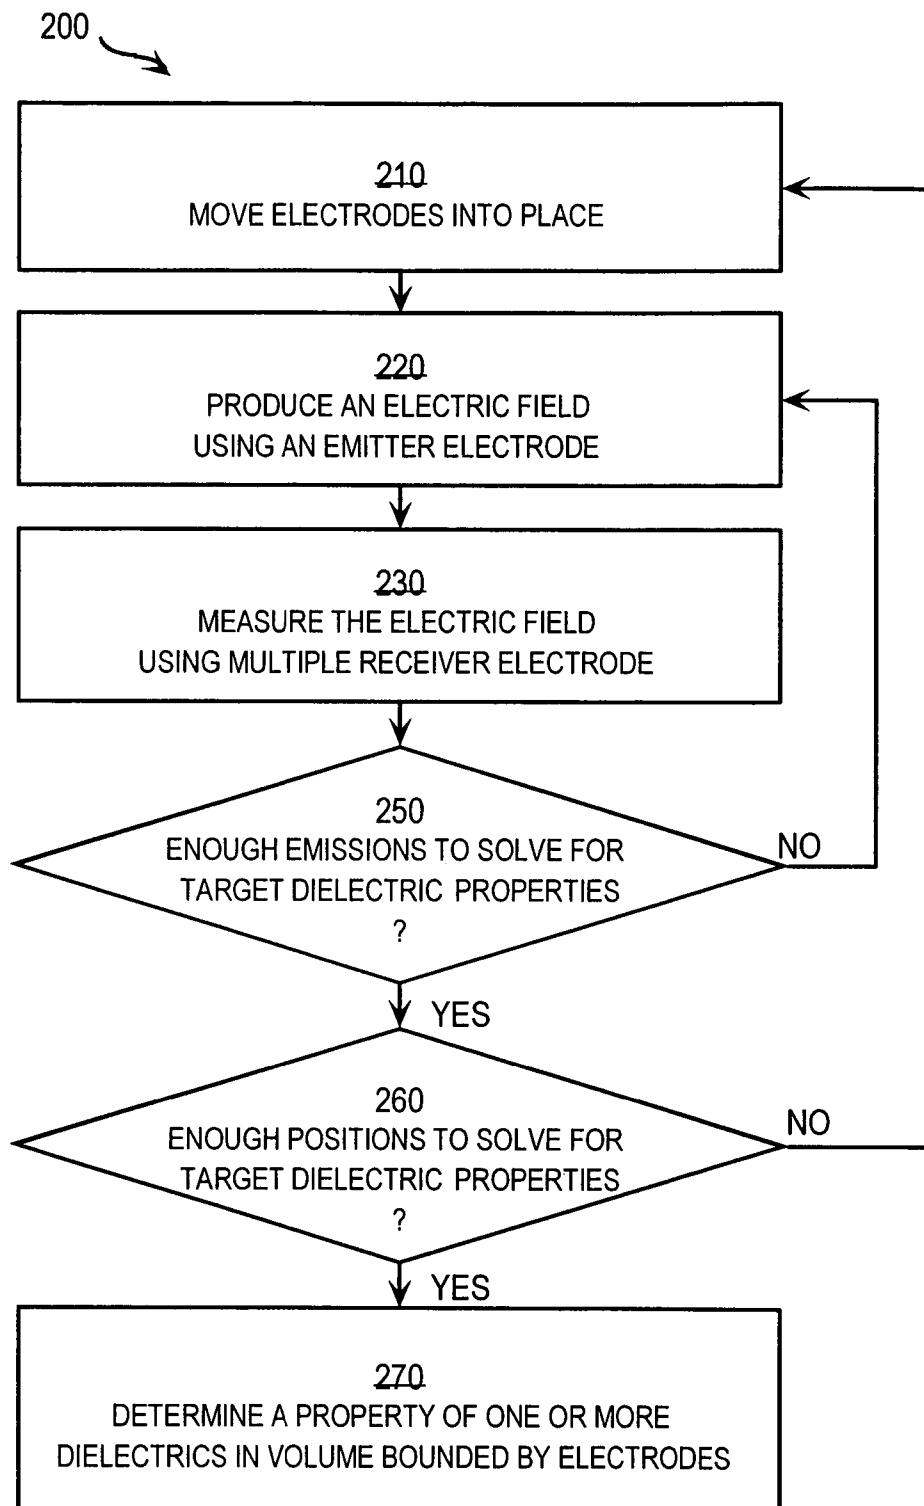 200
210
MOVE ELECTRODES INTO PLACE
220
PRODUCE AN ELECTRIC FIELD
USING AN EMITTER ELECTRODE
230
MEASURE THE ELECTRIC FIELD
USING MULTIPLE RECEIVER ELECTRODE
250
ENOUGH EMISSIONS TO SOLVE FOR
TARGET DIELECTRIC PROPERTIES
?
NO
YES
260
ENOUGH POSITIONS TO SOLVE FOR
TARGET DIELECTRIC PROPERTIES
?
NO
YES
270
DETERMINE A PROPERTY OF ONE OR MORE
DIELECTRICS IN VOLUME BOUNDED BY ELECTRODES